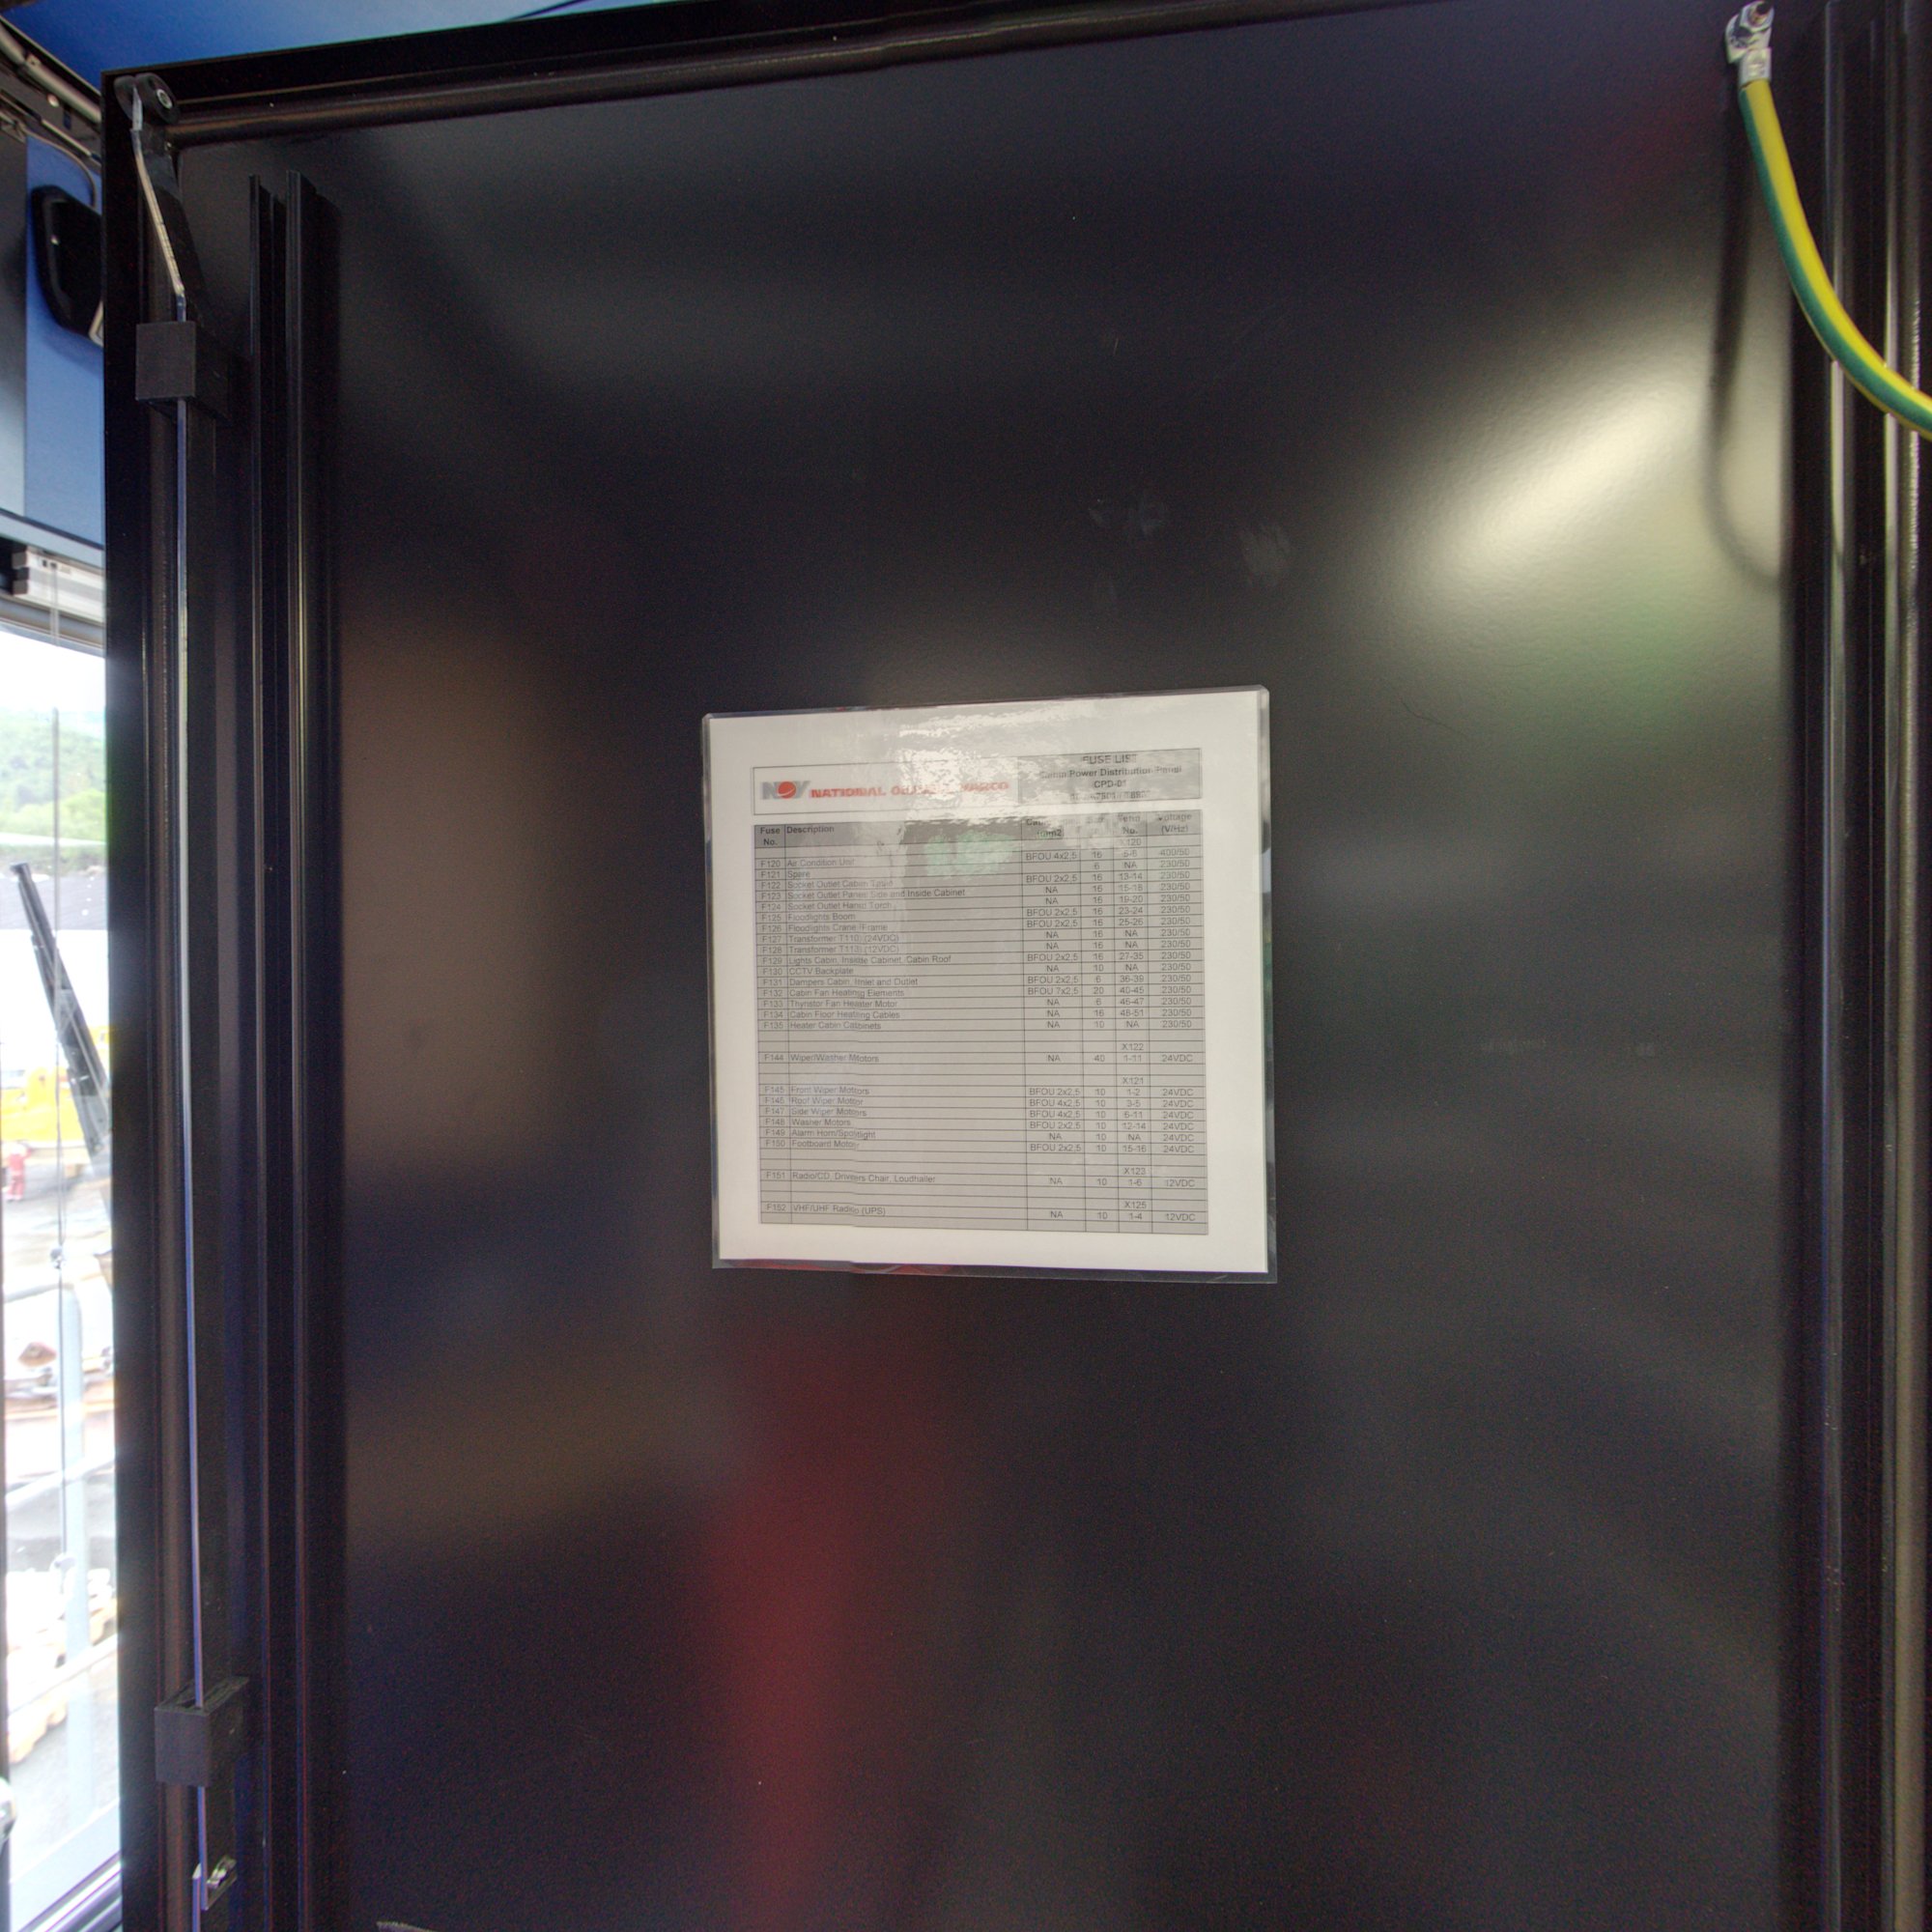 FUSE LIST
NOV NATIONAL OILWELL VARCO
Cabin Power Distribution Panel
Fuse No. Description (mm2) Term No. Voltage (V/Hz)
X120
F120 Air Condition Unit BFOU 4x2,5 16 400/50
F121 Spare 6 NA 230/50
F122 Socket Outlet Cabin BFOU 2x2,5 16 13-14 230/50
F123 Socket Outlet Panel Side and Inside Cabinet NA 16 15-18 230/50
F124 Socket Outlet NA 16 19-20 230/50
F125 Floodlights Boom BFOU 2x2,5 16 23-24 230/50
F126 Floodlights Crane Frame BFOU 2x2,5 16 25-26 230/50
F127 Transformer T110 (24VDC) NA 16 NA 230/50
F128 Transformer (12VDC) NA 16 NA 230/50
F129 Lights Cabin, Inside Cabinet, Cabin Roof BFOU 2x2,5 16 27-35 230/50
F130 CCTV Backplate NA 10 NA 230/50
F131 Dampers Cabin, Inlet and Outlet BFOU 2x2,5 6 36-39 230/50
F132 Cabin Fan Heating Elements BFOU 7x2,5 20 40-45 230/50
F133 Thyristor Fan Heater Motor NA 6 46-47 230/50
F134 Cabin Floor Heating Cables NA 16 48-51 230/50
F135 Heater Cabin Cabinets NA 10 NA 230/50
X122
F144 Wiper/Washer Motors NA 40 1-11 24VDC
X121
F145 Front Wiper Motors BFOU 2x2,5 10 1-2 24VDC
F146 Roof Wiper Motor BFOU 4x2,5 10 3-5 24VDC
F147 Side Wiper Motors BFOU 4x2,5 10 6-11 24VDC
F148 Washer Motors BFOU 2x2,5 10 12-14 24VDC
F149 Alarm Horn/Spotlight NA 10 NA 24VDC
F150 Footboard Motor BFOU 2x2,5 10 15-16 24VDC
X123
F151 Radio/CD, Drivers Chair, Loudhailer NA 10 1-6 12VDC
X125
F152 VHF/UHF Radio (UPS) NA 10 1-4 12VDC